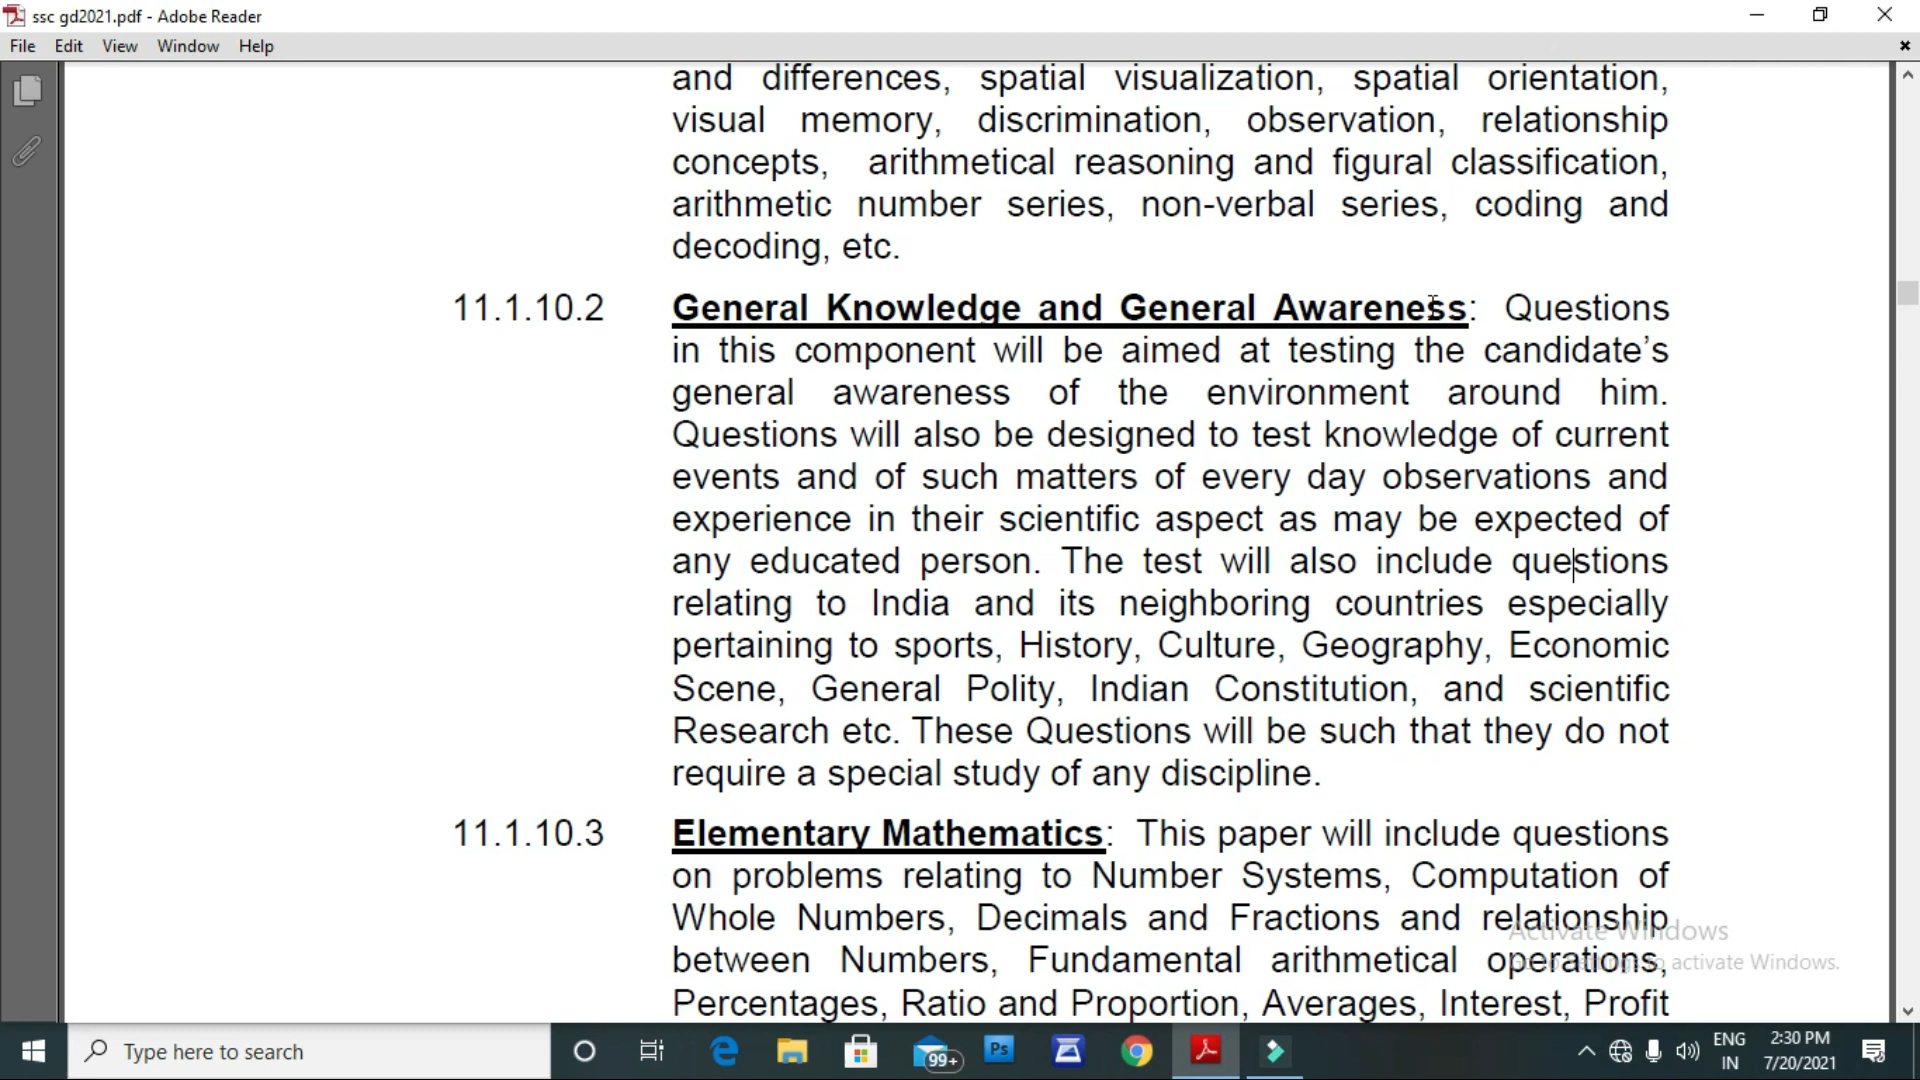 ssc gd2021.pdf - Adobe Reader
File Edit View Window Help
and differences, spatial visualization, spatial orientation,
visual memory, discrimination, observation, relationship
concepts, arithmetical reasoning and figural classification,
arithmetic number series, non-verbal series, coding and
decoding, etc.
11.1.10.2 General Knowledge and General Awareness: Questions
in this component will be aimed at testing the candidate’s
general awareness of the environment around him.
Questions will also be designed to test knowledge of current
events and of such matters of every day observations and
experience in their scientific aspect as may be expected of
any educated person. The test will also include questions
relating to India and its neighboring countries especially
pertaining to sports, History, Culture, Geography, Economic
Scene, General Polity, Indian Constitution, and scientific
Research etc. These Questions will be such that they do not
require a special study of any discipline.
11.1.10.3 Elementary Mathematics: This paper will include questions
on problems relating to Number Systems, Computation of
Whole Numbers, Decimals and Fractions and relationship
Activate Windows
between Numbers, Fundamental arithmetical operations,
Go to Settings to activate Windows.
Percentages, Ratio and Proportion, Averages, Interest, Profit
Type here to search
99+
Ps
ENG
IN
2:30 PM
7/20/2021